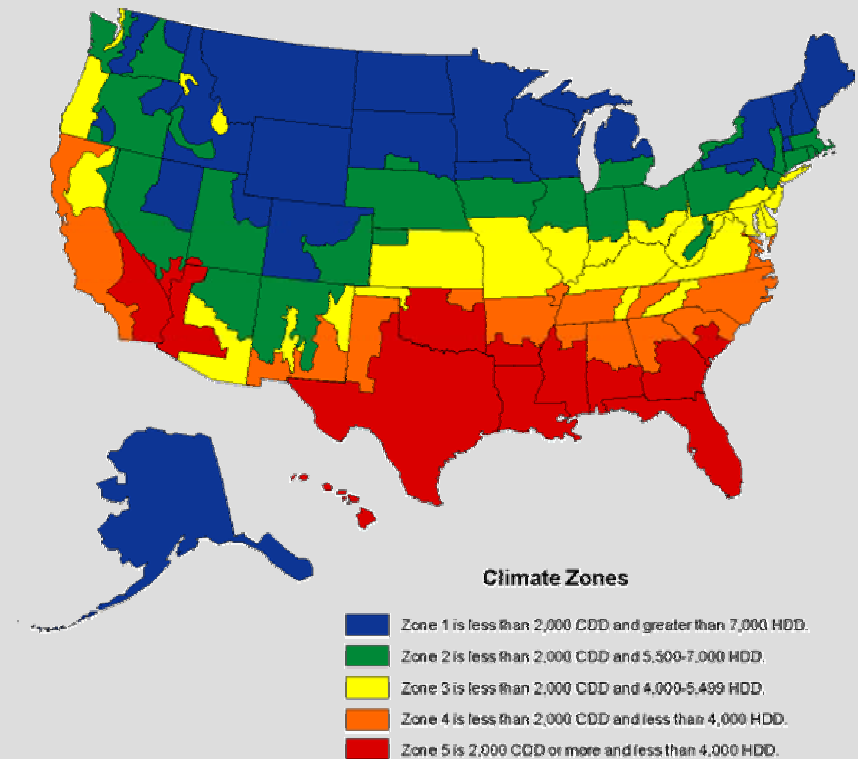 Climate Zones
Zone 1 is less than 2,000 CDD and greater than 7,000 HDD.
Zone 2 is less than 2,000 CDD and 5,500-7,000 HDD.
Zone 3 is less than 2,000 CDD and 4,000-5,499 HDD.
Zone 4 is less than 2,000 CDD and less than 4,000 HDD.
Zone 5 is 2,000 CDD or more and less than 4,000 HDD.